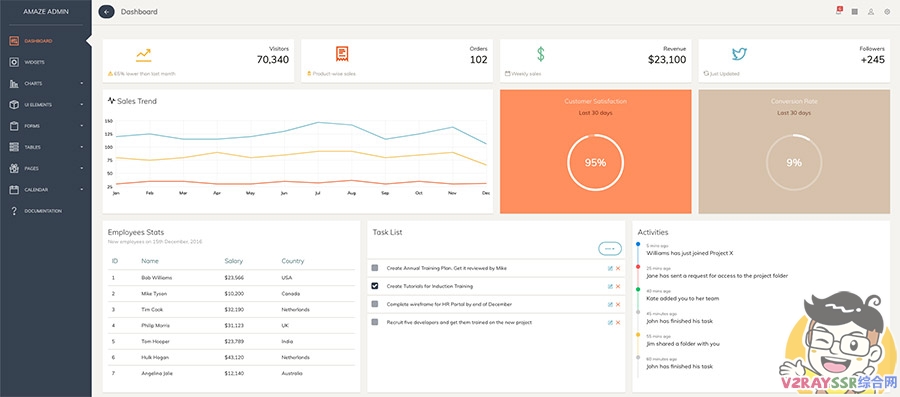 AMAZE ADMIN
DASHBOARD
WIDGETS
CHARTS
UI ELEMENTS
FORMS
TABLES
PAGES
CALENDAR
DOCUMENTATION
Dashboard
Visitors
70,340
65% lower than last month
Orders
102
Product-wise sales
Revenue
$23,100
Weekly sales
Followers
+245
Just Updated
Sales Trend
150
125
100
75
50
25
Jan Feb Mar Apr May Jun Jul Aug Sep Oct Nov Dec
Customer Satisfaction
Last 30 days
95%
Conversion Rate
Last 30 days
9%
Employees Stats
New employees on 15th December, 2016
ID Name Salary Country
1 Bob Williams $23,566 USA
2 Mike Tyson $10,200 Canada
3 Tim Cook $32,190 Netherlands
4 Philip Morris $31,123 UK
5 Tom Hooper $23,789 India
6 Hulk Hogan $43,120 Netherlands
7 Angelina Jolie $12,140 Australia
Task List
Create Annual Training Plan. Get it reviewed by Mike
Create Tutorials for Induction Training
Complete wireframe for HR Portal by end of December
Recruit five developers and get them trained on the new project
Activities
5 mins ago
Williams has just joined Project X
25 mins ago
Jane has sent a request for access to the project folder
40 mins ago
Kate added you to her team
45 minutes ago
John has finished his task
55 mins ago
Jim shared a folder with you
60 minutes ago
John has finished his task
V2RAYSSR综合网